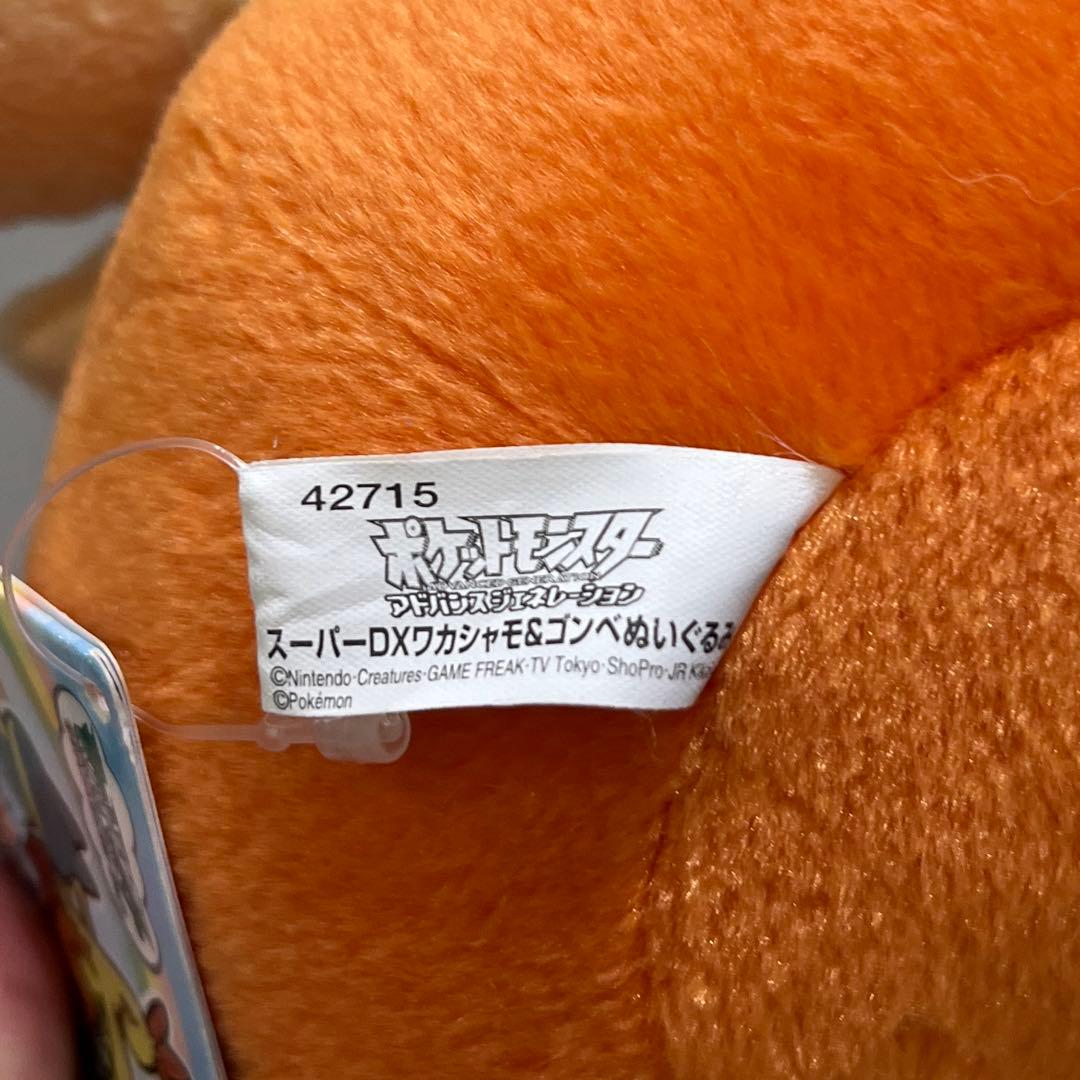 42715
ポケットモンスター
ADVANCED GENERATION
アドバンスジェネレーション
スーパーDXワカシャモ&ゴンベぬいぐるみ
©Nintendo·Creatures·GAME FREAK·TV Tokyo·ShoPro·JR
©Pokémon